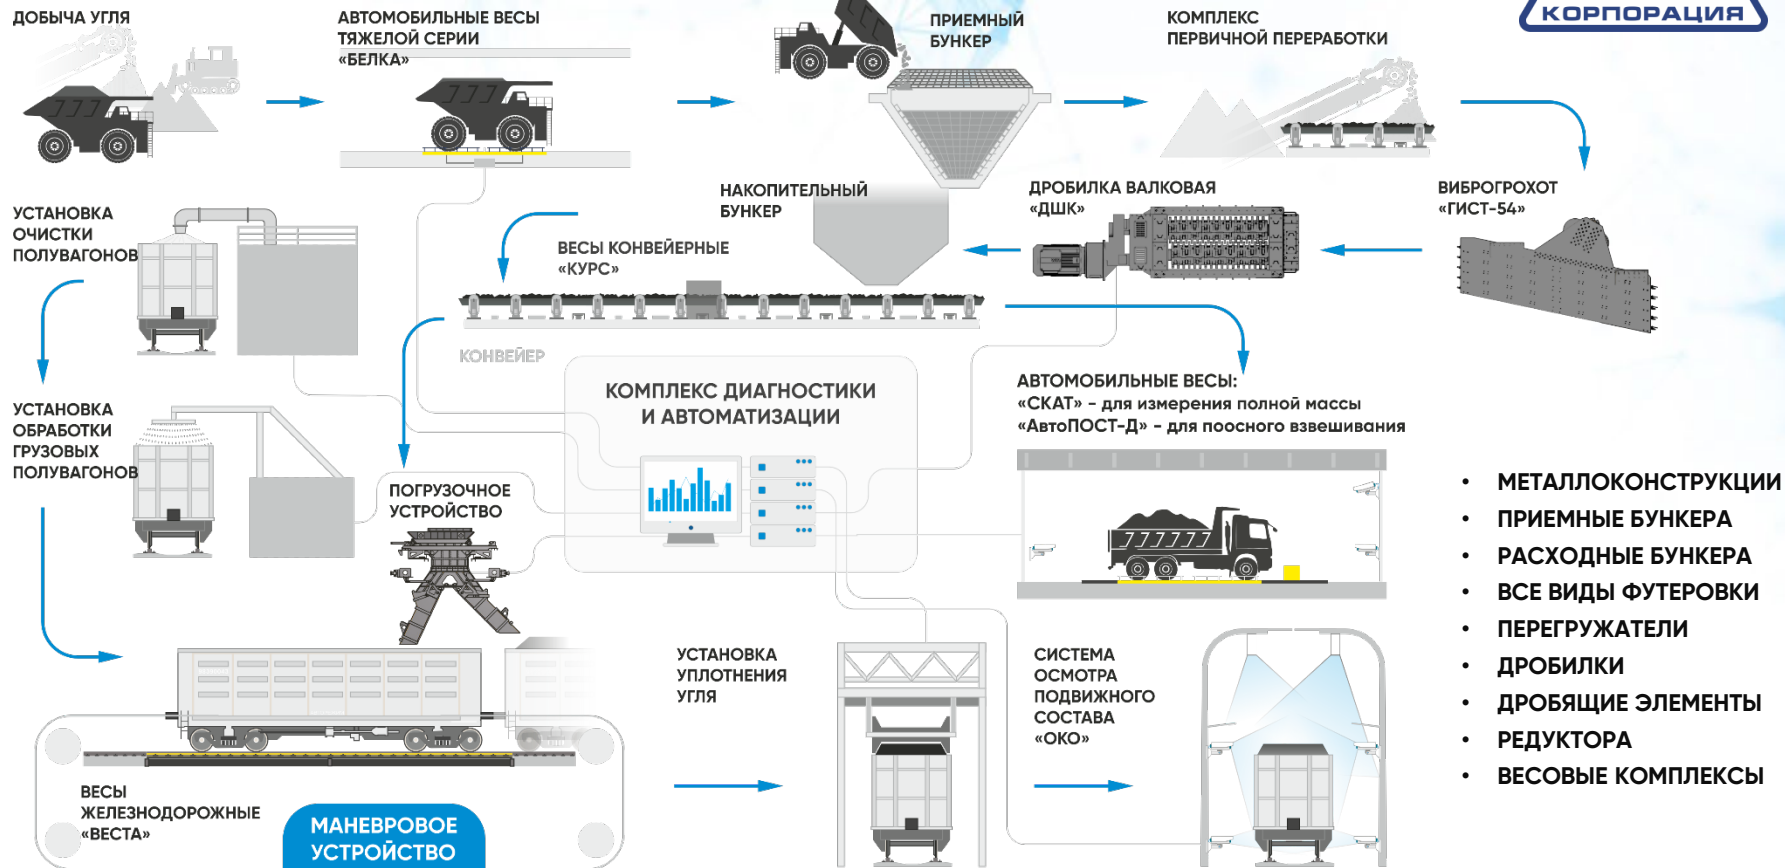 КОРПОРАЦИЯ
ДОБЫЧА УГЛЯ
АВТОМОБИЛЬНЫЕ ВЕСЫ
ТЯЖЕЛОЙ СЕРИИ
«БЕЛКА»
ПРИЕМНЫЙ
БУНКЕР
КОМПЛЕКС
ПЕРВИЧНОЙ ПЕРЕРАБОТКИ
УСТАНОВКА
ОЧИСТКИ
ПОЛУВАГОНОВ
НАКОПИТЕЛЬНЫЙ
БУНКЕР
ДРОБИЛКА ВАЛКОВАЯ
«ДШК»
ВИБРОГРОХОТ
«ГИСТ-54»
ВЕСЫ КОНВЕЙЕРНЫЕ
«КУРС»
КОНВЕЙЕР
УСТАНОВКА
ОБРАБОТКИ
ГРУЗОВЫХ
ПОЛУВАГОНОВ
КОМПЛЕКС ДИАГНОСТИКИ
И АВТОМАТИЗАЦИИ
АВТОМОБИЛЬНЫЕ ВЕСЫ:
«СКАТ» - для измерения полной массы
«АвтоПОСТ-Д» - для поосного взвешивания
ПОГРУЗОЧНОЕ
УСТРОЙСТВО
• МЕТАЛЛОКОНСТРУКЦИИ
• ПРИЕМНЫЕ БУНКЕРА
• РАСХОДНЫЕ БУНКЕРА
• ВСЕ ВИДЫ ФУТЕРОВКИ
• ПЕРЕГРУЖАТЕЛИ
• ДРОБИЛКИ
• ДРОБЯЩИЕ ЭЛЕМЕНТЫ
• РЕДУКТОРА
• ВЕСОВЫЕ КОМПЛЕКСЫ
УСТАНОВКА
УПЛОТНЕНИЯ
УГЛЯ
СИСТЕМА
ОСМОТРА
ПОДВИЖНОГО
СОСТАВА
«ОКО»
ВЕСЫ
ЖЕЛЕЗНОДОРОЖНЫЕ
«ВЕСТА»
МАНЕВРОВОЕ
УСТРОЙСТВО